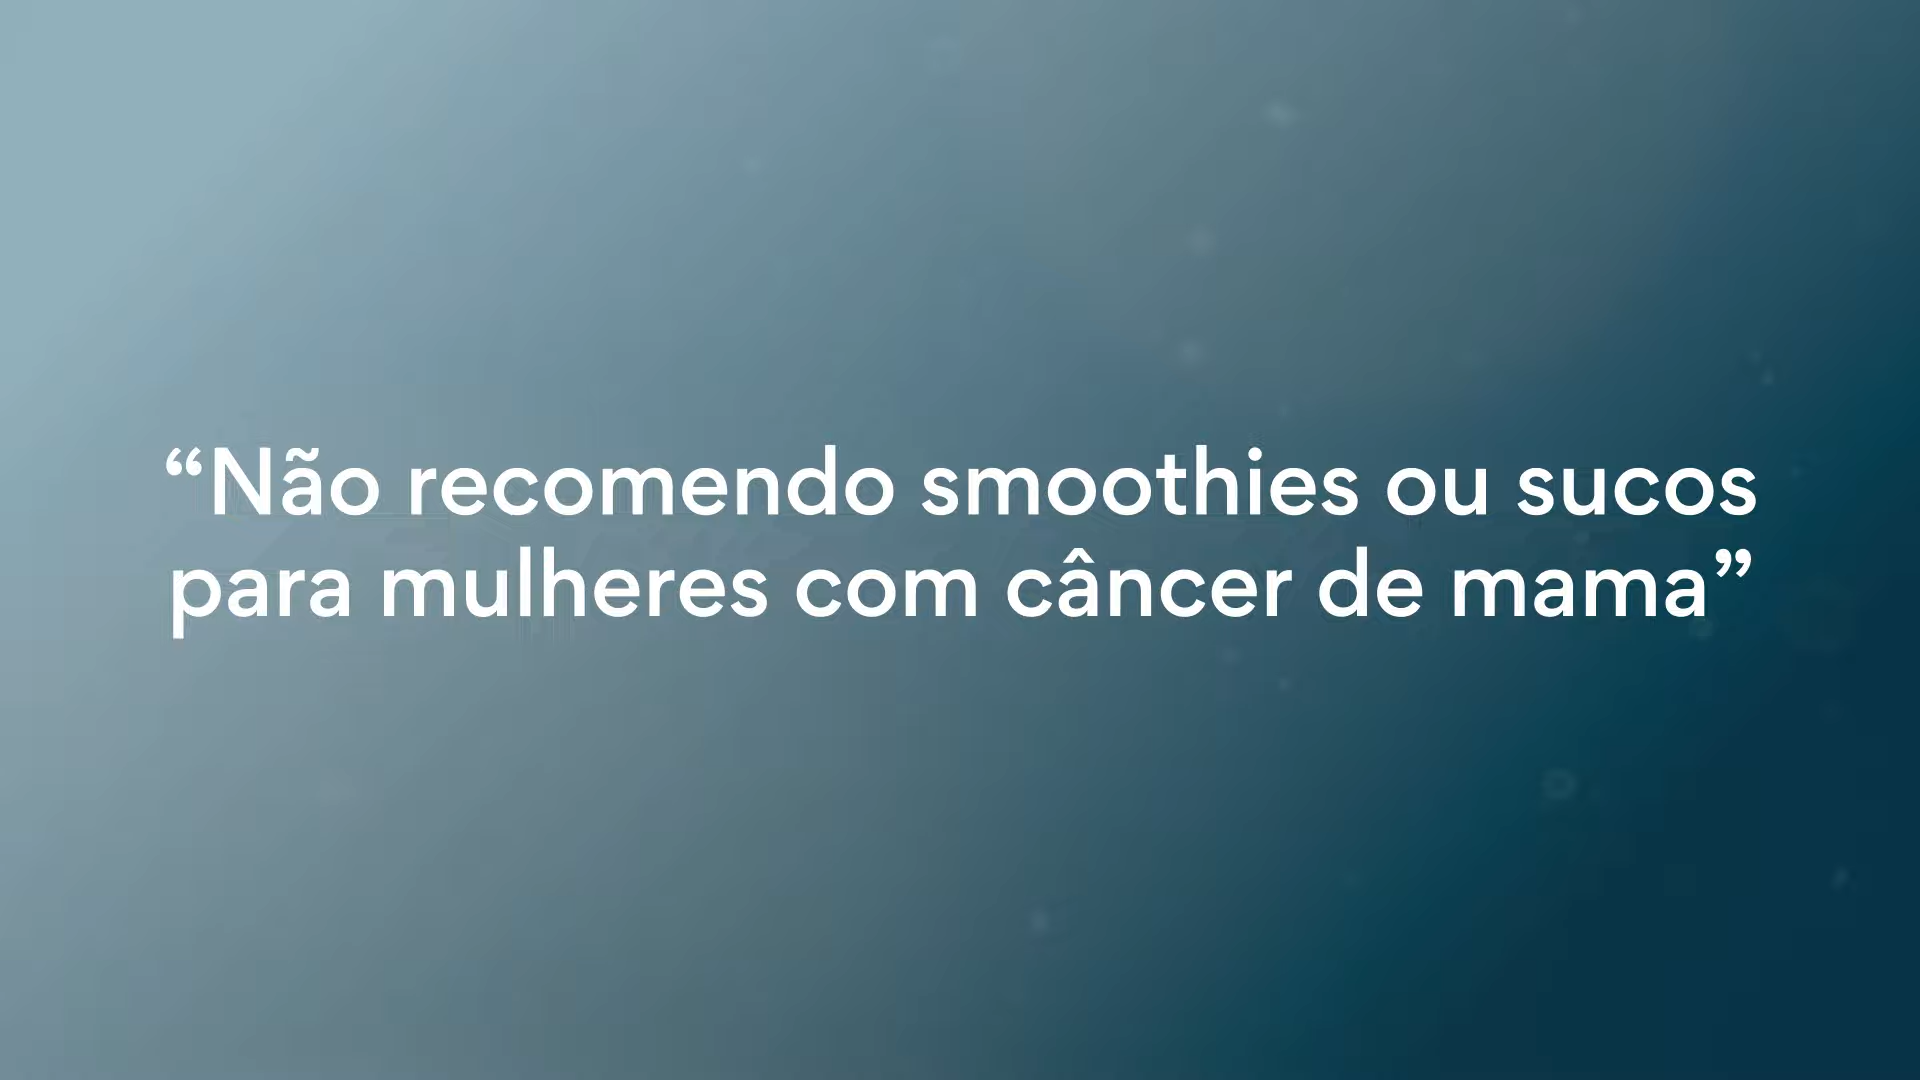 “Não recomendo smoothies ou sucos
para mulheres com câncer de mama”